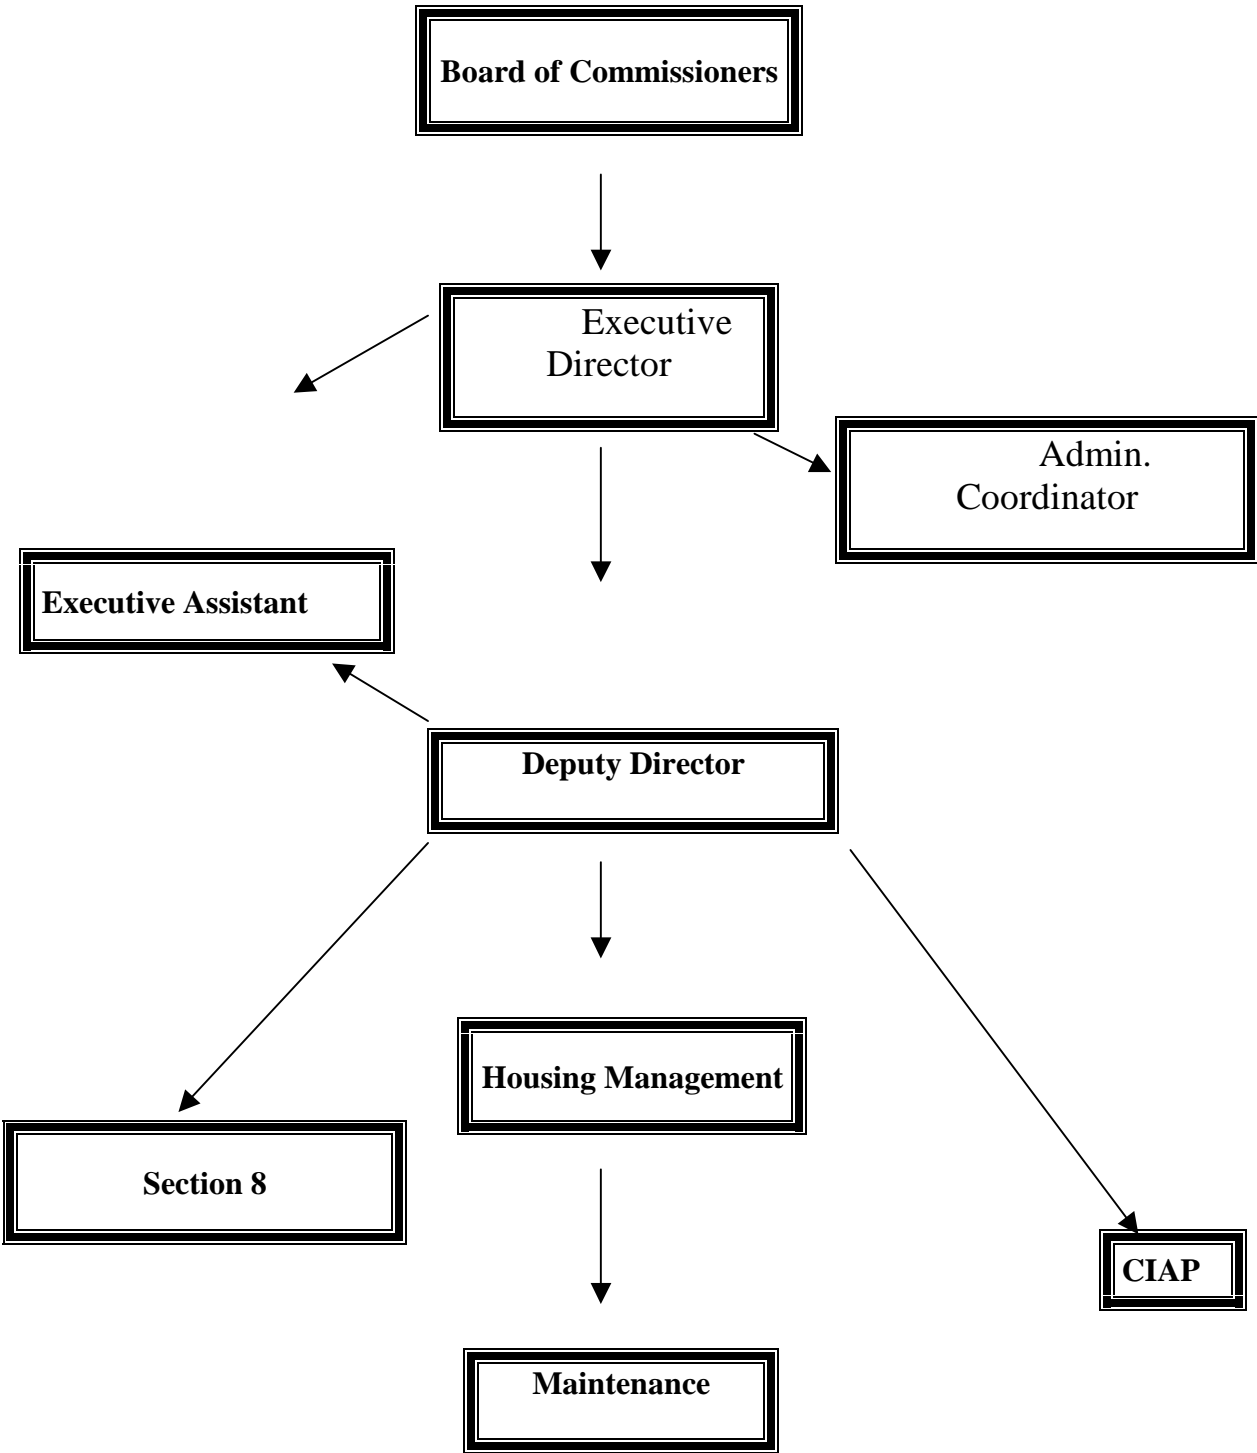 Board of Commissioners
Executive
Director
Admin.
Coordinator
Executive Assistant
Deputy Director
Housing Management
Section 8
CIAP
Maintenance